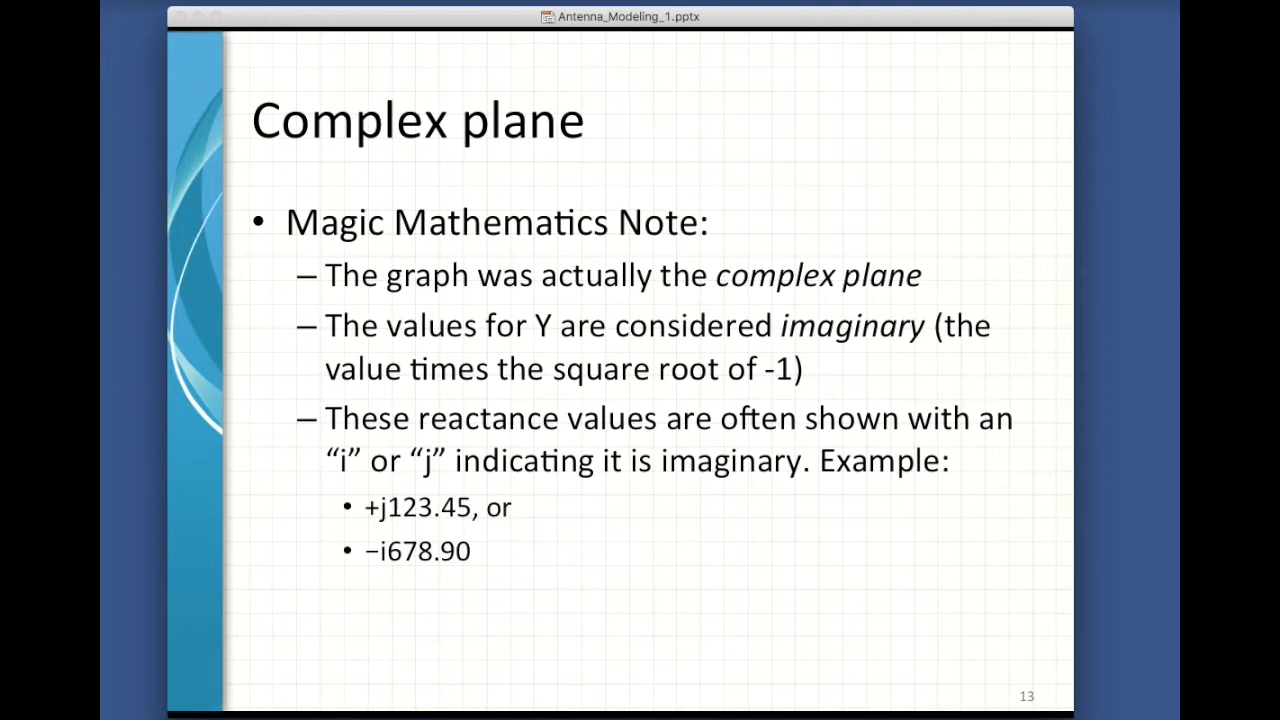 Antenna_Modeling_1.pptx
Complex plane
• Magic Mathematics Note:
– The graph was actually the complex plane
– The values for Y are considered imaginary (the
value times the square root of -1)
– These reactance values are often shown with an
“i” or “j” indicating it is imaginary. Example:
• +j123.45, or
• −i678.90
13